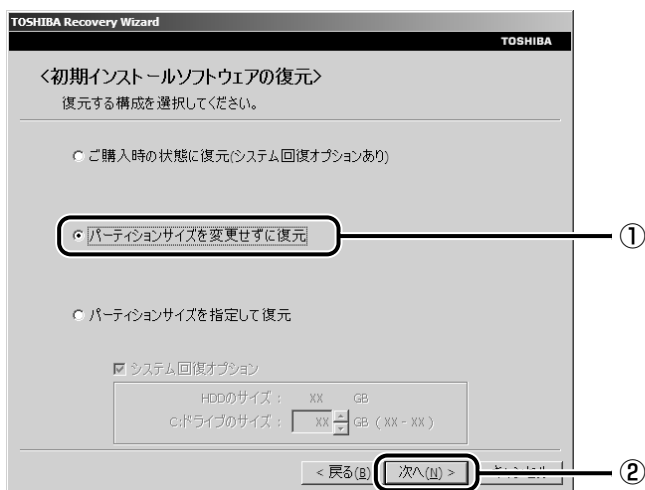 TOSHIBA Recovery Wizard
TOSHIBA
<初期インストールソフトウェアの復元>
復元する構成を選択してください。
ご購入時の状態に復元(システム回復オプションあり)
パーティションサイズを変更せずに復元
①
パーティションサイズを指定して復元
システム回復オプション
HDDのサイズ： XX GB
C:ドライブのサイズ： XX GB ( XX - XX )
< 戻る(B) 次へ(N) > キャンセル ②